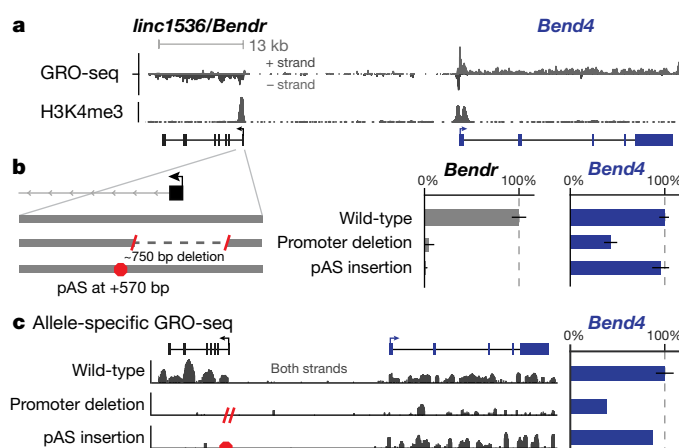 a linc1536/Bendr Bend4
13 kb
GRO-seq + strand
– strand
H3K4me3
b Bendr Bend4
0% 100% 0% 100%
Wild-type
Promoter deletion
pAS insertion
~750 bp deletion
pAS at +570 bp
c Allele-specific GRO-seq Bend4
0% 100%
Wild-type Both strands
Promoter deletion
pAS insertion